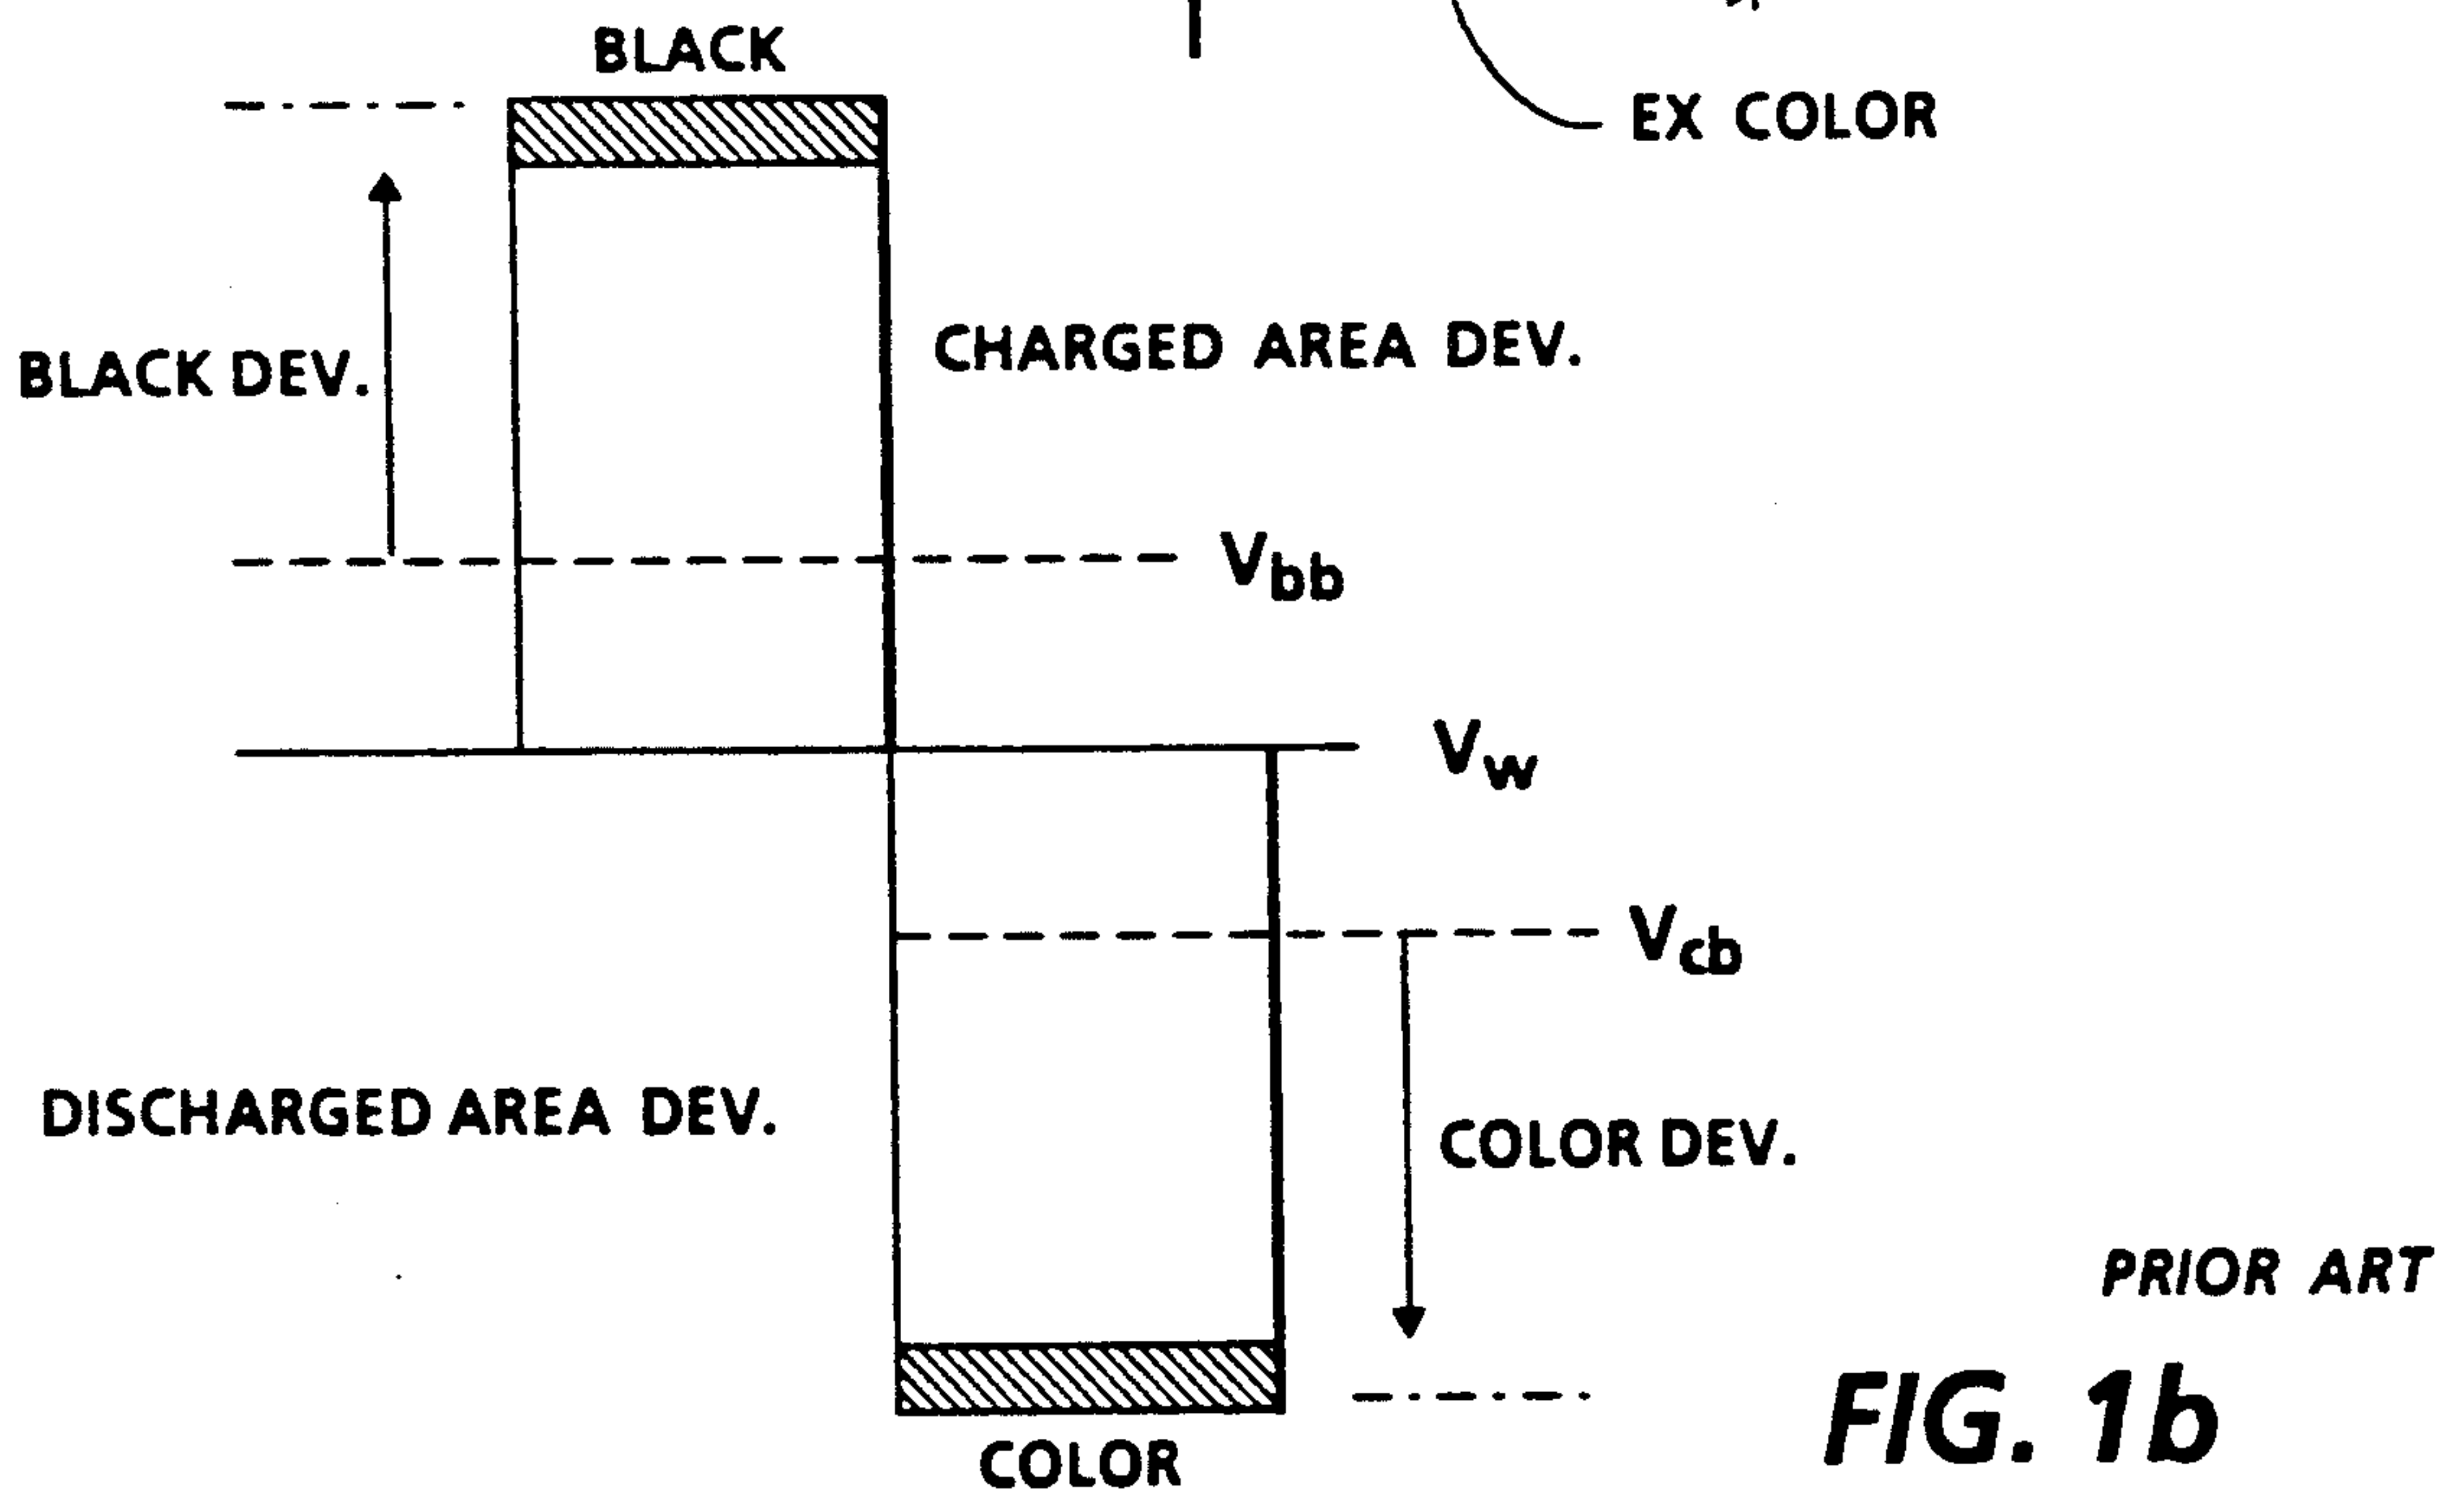 BLACK
EX COLOR
BLACK DEV.
CHARGED AREA DEV.
Vbb
Vw
Vcb
DISCHARGED AREA DEV.
COLOR DEV.
PRIOR ART
COLOR
FIG. 1b